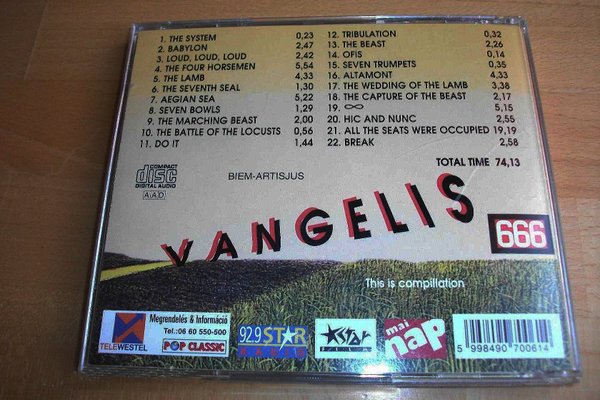 1. THE SYSTEM 0,23
2. BABYLON 2,47
3. LOUD, LOUD, LOUD 2,42
4. THE FOUR HORSEMEN 5,54
5. THE LAMB 4,33
6. THE SEVENTH SEAL 1,30
7. AEGIAN SEA 5,22
8. SEVEN BOWLS 1,29
9. THE MARCHING BEAST 2,00
10. THE BATTLE OF THE LOCUSTS 0,56
11. DO IT 1,44
12. TRIBULATION 0,32
13. THE BEAST 2,26
14. OFIS 0,14
15. SEVEN TRUMPETS 0,35
16. ALTAMONT 4,33
17. THE WEDDING OF THE LAMB 3,38
18. THE CAPTURE OF THE BEAST 2,17
19. ∞ 5,15
20. HIC AND NUNC 2,55
21. ALL THE SEATS WERE OCCUPIED 19,19
22. BREAK 2,58
TOTAL TIME 74,13
COMPACT
disc
DIGITAL AUDIO
AAD
BIEM-ARTISJUS
VANGELIS
666
This is compillation
TELEWESTEL
Megrendelés & Információ
Tel.:06 60 550-500
POP CLASSIC
92.9 STAR
RADIO
Star
mai
nap
5 998490 700614